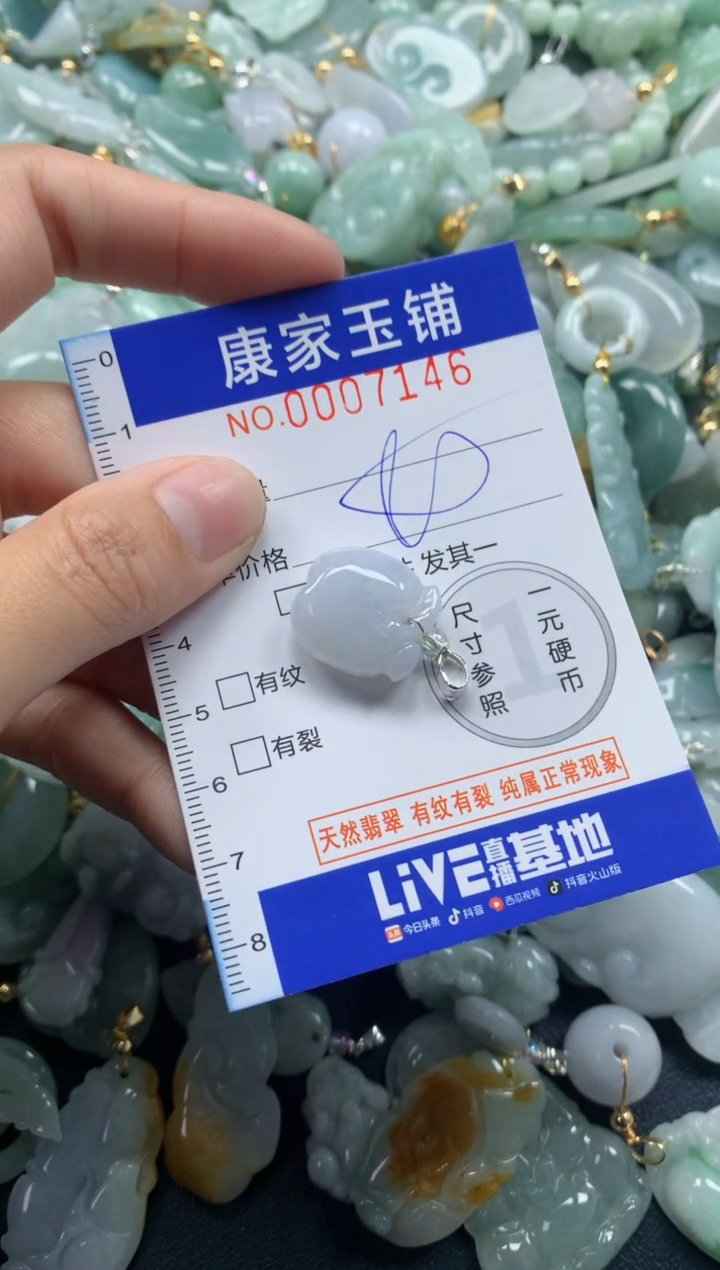 康家玉铺
NO.0007146
价格
发其一
有纹
有裂
尺寸参照
一元硬币
1
天然翡翠 有纹有裂 纯属正常现象
LiVE直播基地
今日头条 抖音 西瓜视频 抖音火山版
0
1
4
5
6
7
8